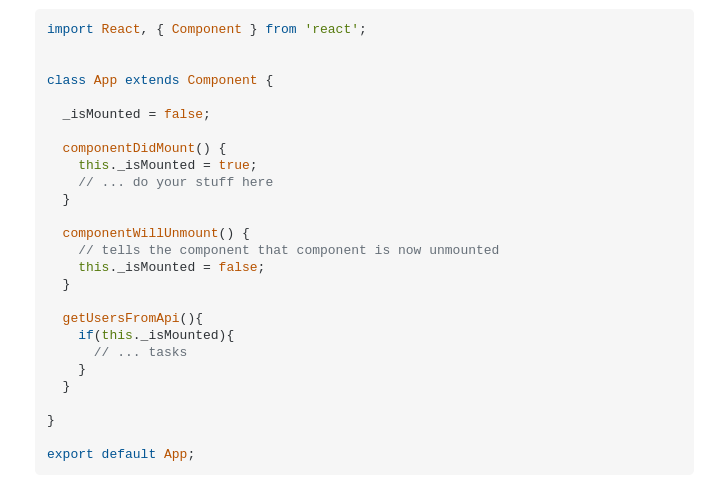 import React, { Component } from 'react';
class App extends Component {
  _isMounted = false;
  componentDidMount() {
    this._isMounted = true;
    // ... do your stuff here
  }
  componentWillUnmount() {
    // tells the component that component is now unmounted
    this._isMounted = false;
  }
  getUsersFromApi(){
    if(this._isMounted){
      // ... tasks
    }
  }
}
export default App;